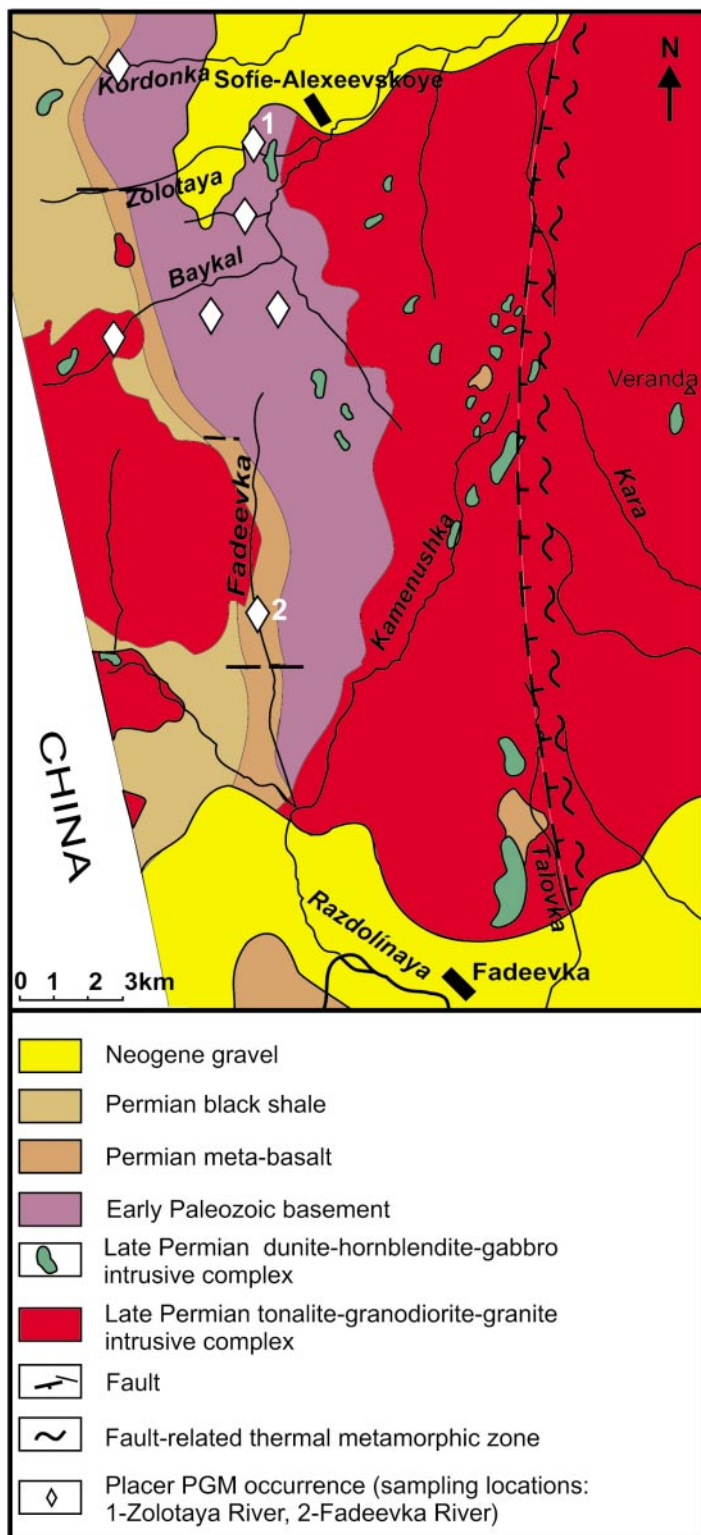 Kordonka
N
Sofíe-Alexeevskoye
1
Zolotaya
Baykal
Veranda
Kara
Fadeevka
Kamenushka
2
CHINA
Talovka
Razdolínaya
Fadeevka
0 1 2 3km
Neogene gravel
Permian black shale
Permian meta-basalt
Early Paleozoic basement
Late Permian dunite-hornblendite-gabbro
intrusive complex
Late Permian tonalite-granodiorite-granite
intrusive complex
Fault
Fault-related thermal metamorphic zone
Placer PGM occurrence (sampling locations:
1-Zolotaya River, 2-Fadeevka River)